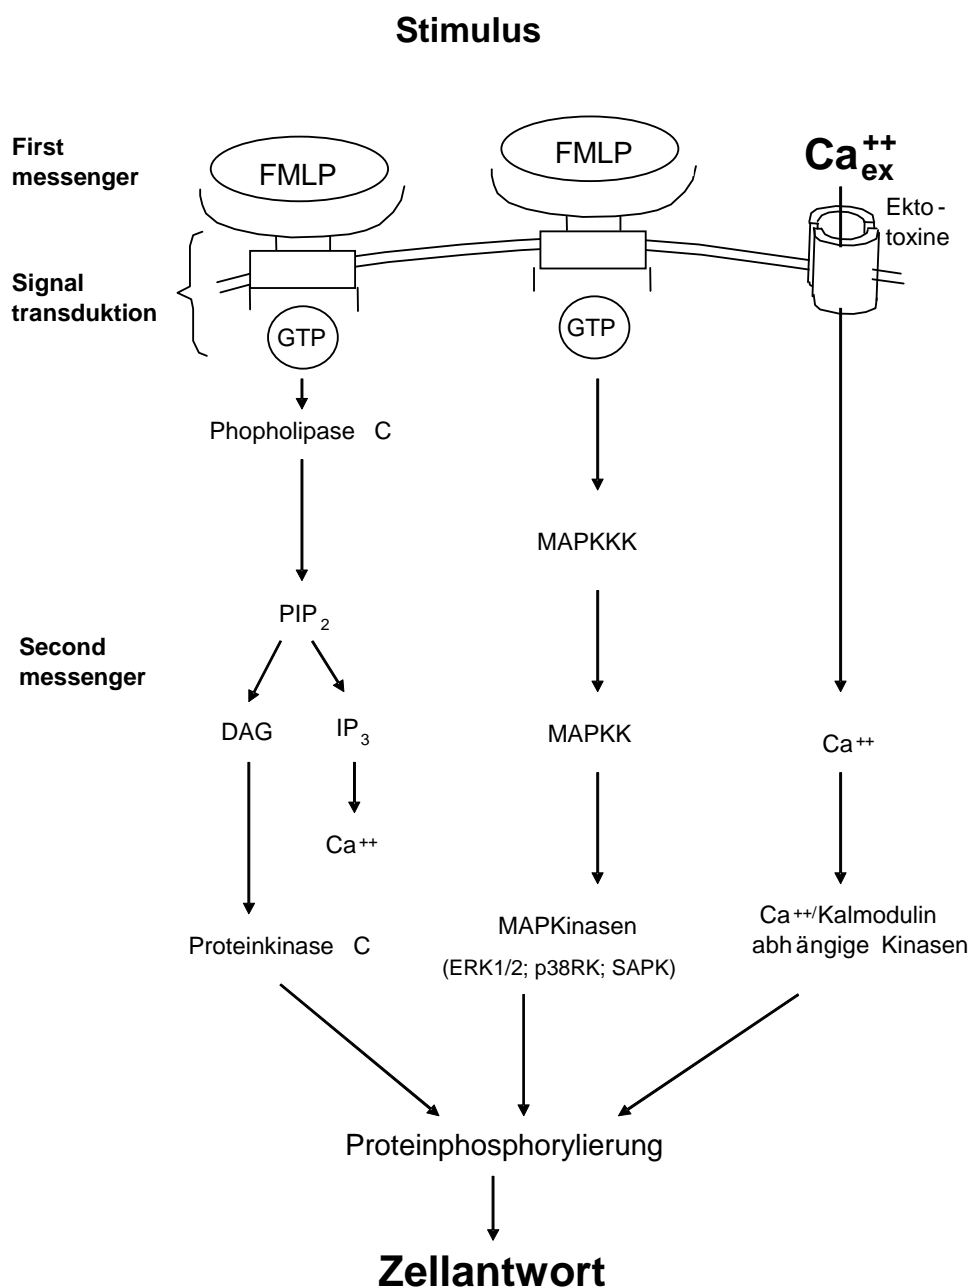 Stimulus
First
messenger
FMLP
FMLP
Ca++ex
Ekto -
toxine
Signal
transduktion
GTP
GTP
Phopholipase C
MAPKKK
PIP2
Second
messenger
DAG
IP3
MAPKK
Ca++
Ca++
Proteinkinase C
MAPKinasen
(ERK1/2; p38RK; SAPK)
Ca++/Kalmodulin
abhängige Kinasen
Proteinphosphorylierung
Zellantwort